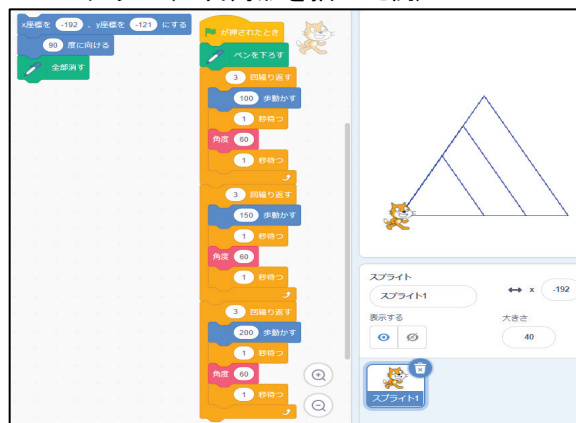 x座標を -192 、y座標を -121 にする
90 度に向ける
全部消す
が押されたとき
ペンを下ろす
3 回繰り返す
100 歩動かす
1 秒待つ
角度 60
1 秒待つ
3 回繰り返す
150 歩動かす
1 秒待つ
角度 60
1 秒待つ
3 回繰り返す
200 歩動かす
1 秒待つ
角度 60
1 秒待つ
スプライト
スプライト1
x -192
表示する
大きさ
40
スプライト1